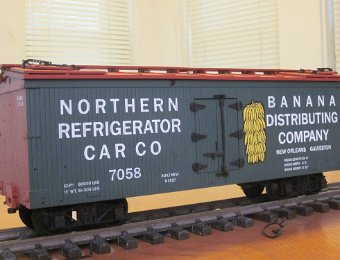 NORTHERN
REFRIGERATOR
CAR CO
7058
BANANA
DISTRIBUTING
COMPANY
NEW ORLEANS GALVESTON